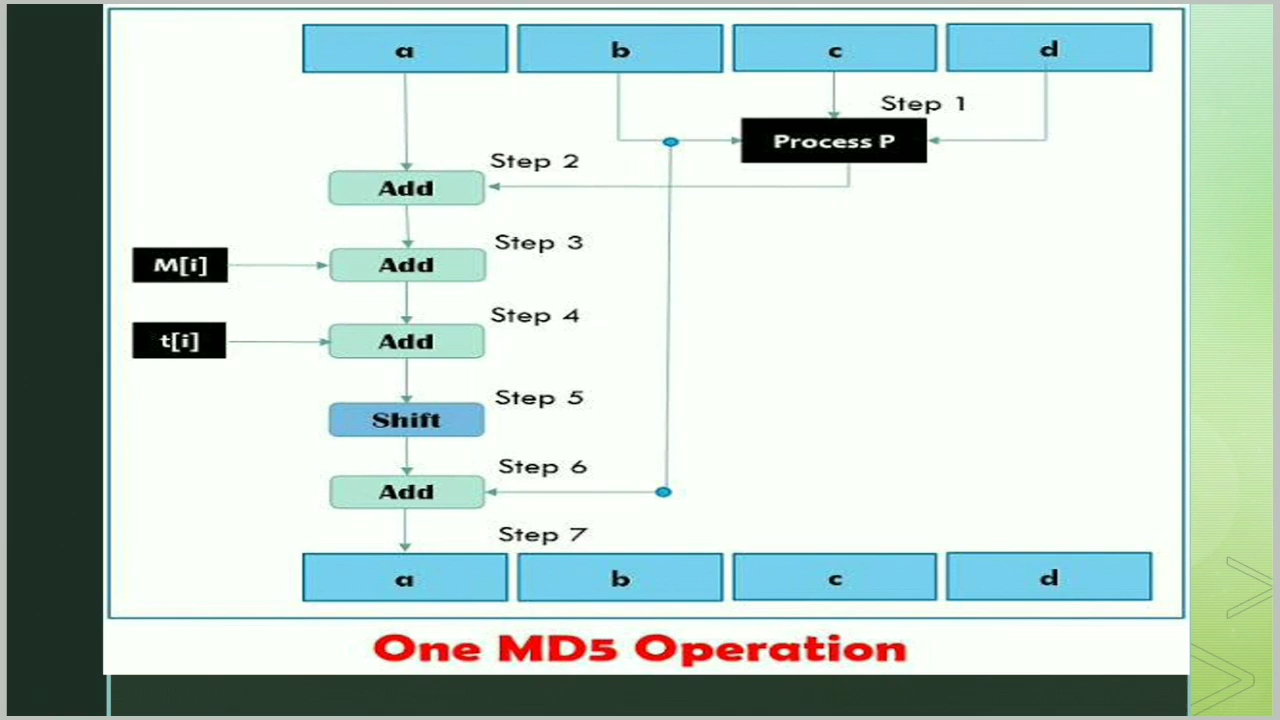 a b c d
Step 1
Process P
Step 2
Add
Step 3
M[i] Add
Step 4
t[i] Add
Step 5
Shift
Step 6
Add
Step 7
a b c d
One MD5 Operation